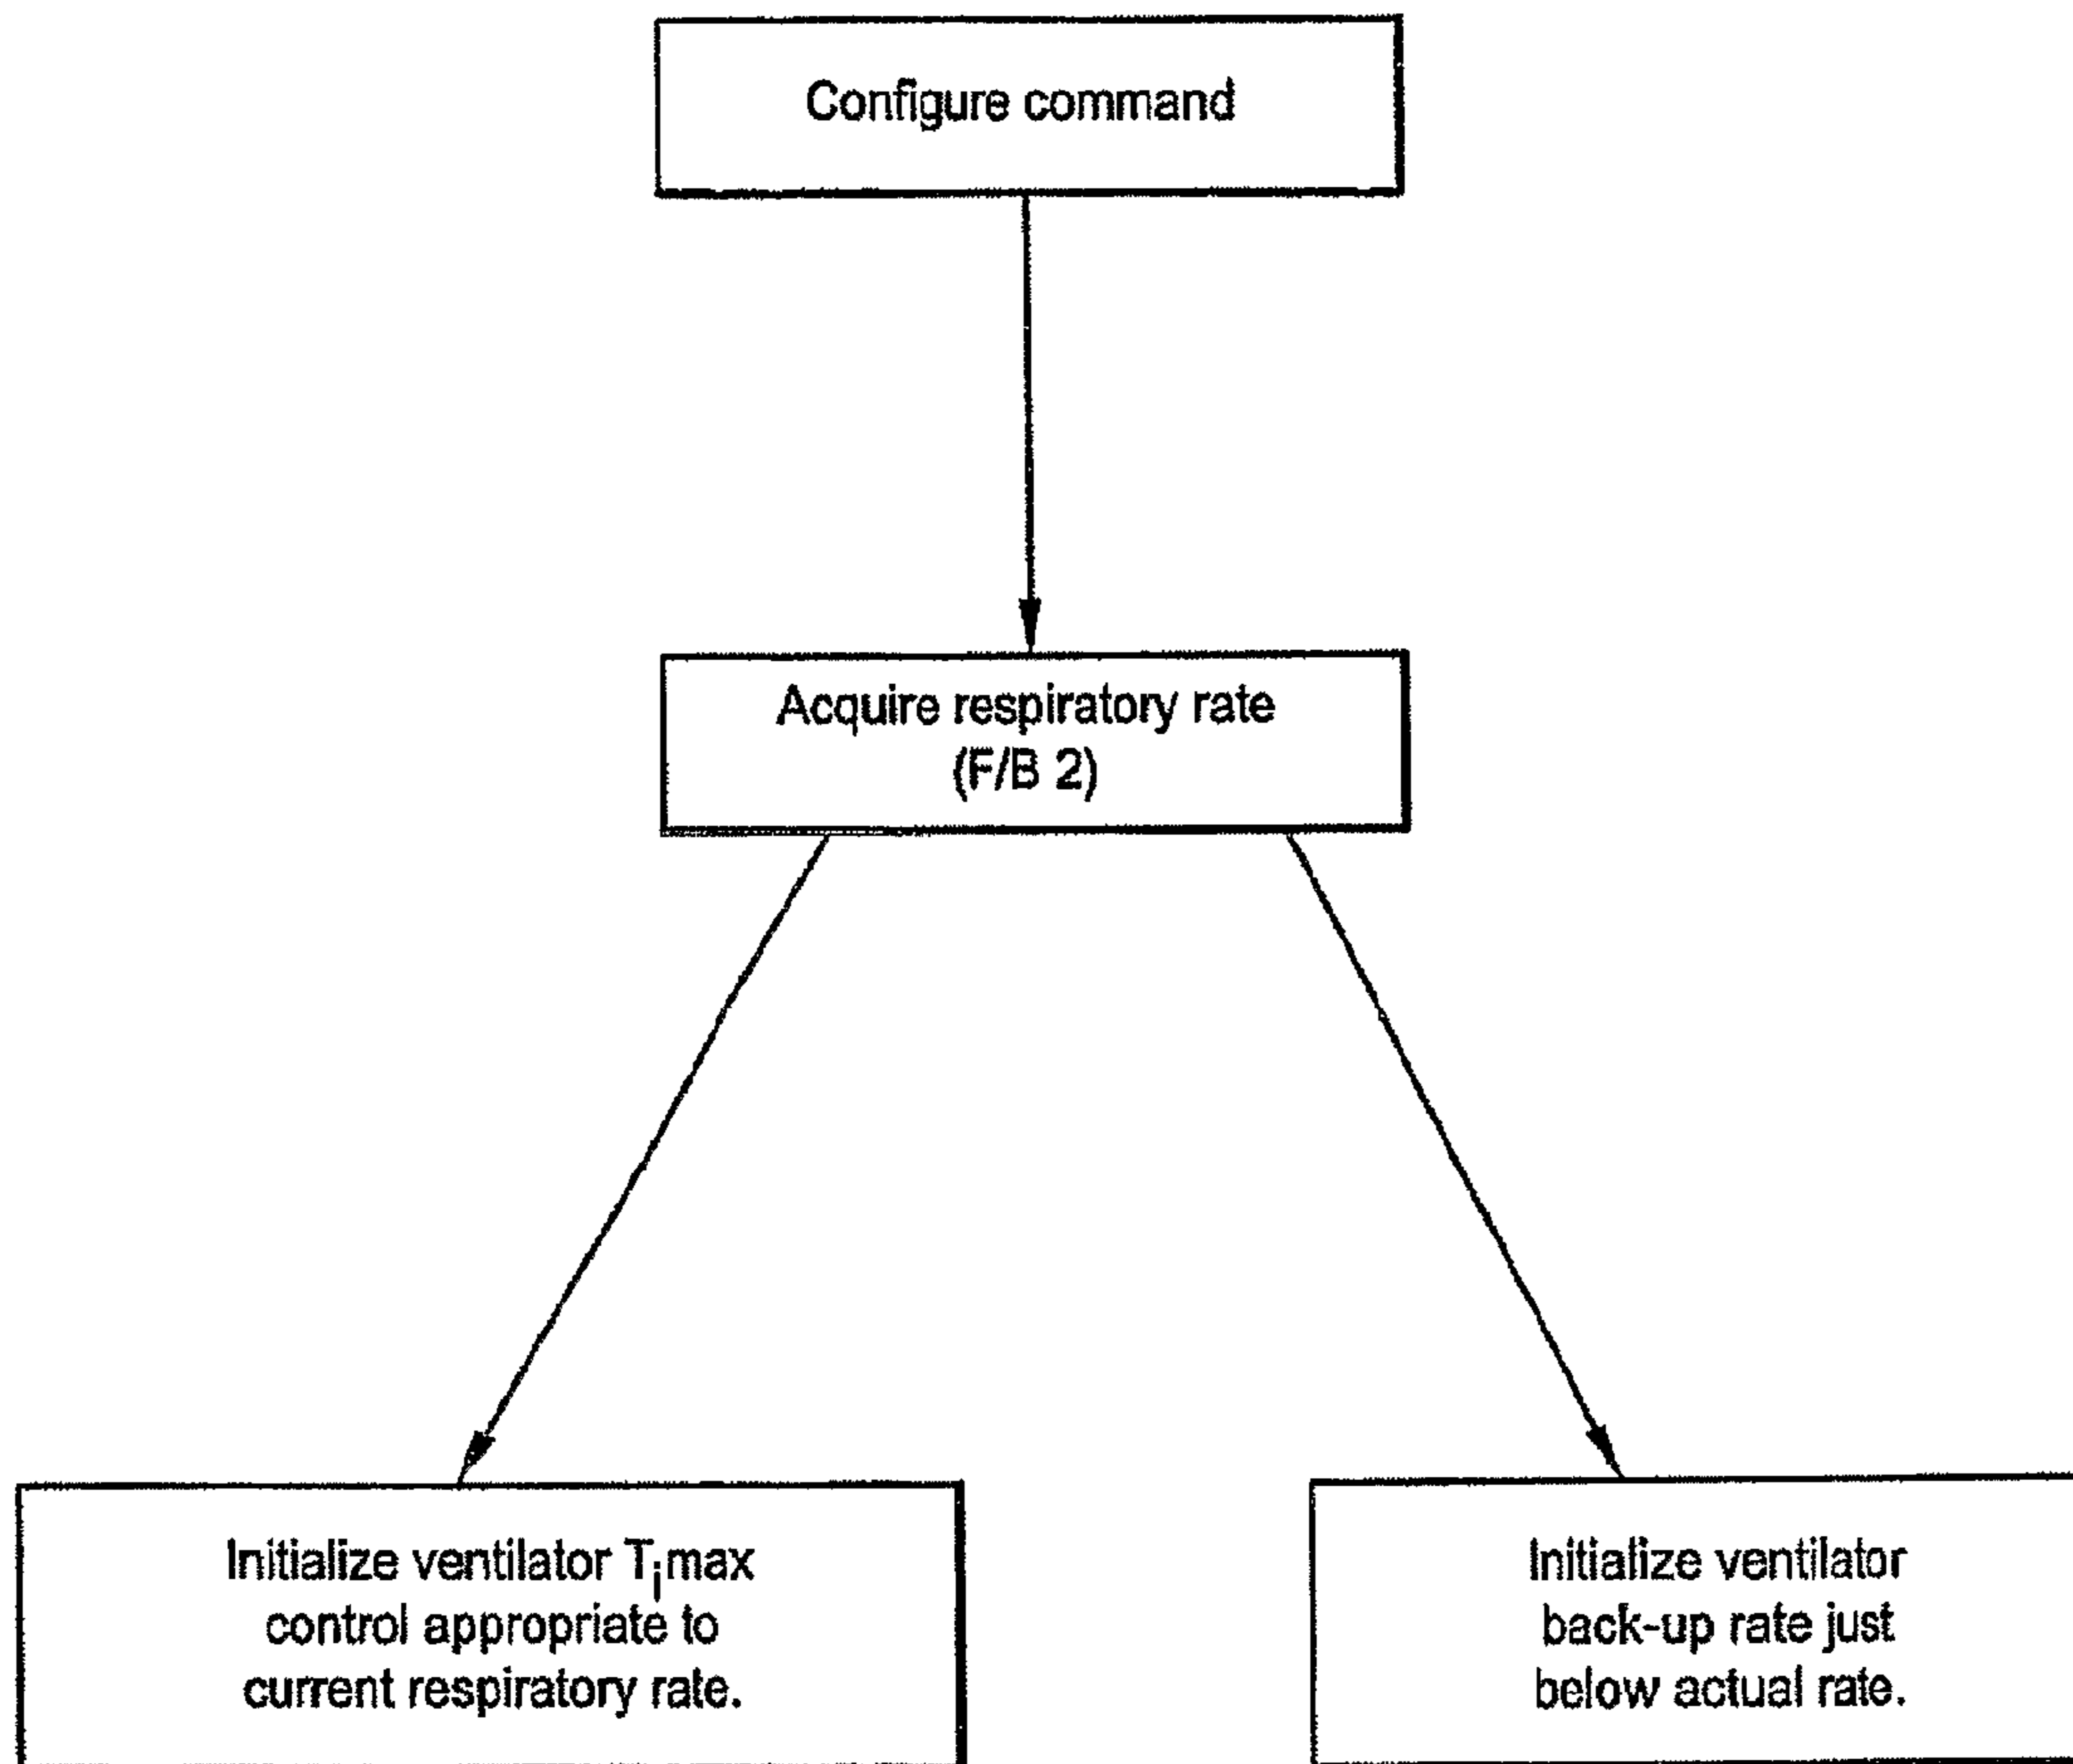 Configure command
Acquire respiratory rate
(F/B 2)
Initialize ventilator Tᵢmax
control appropriate to
current respiratory rate.
Initialize ventilator
back-up rate just
below actual rate.